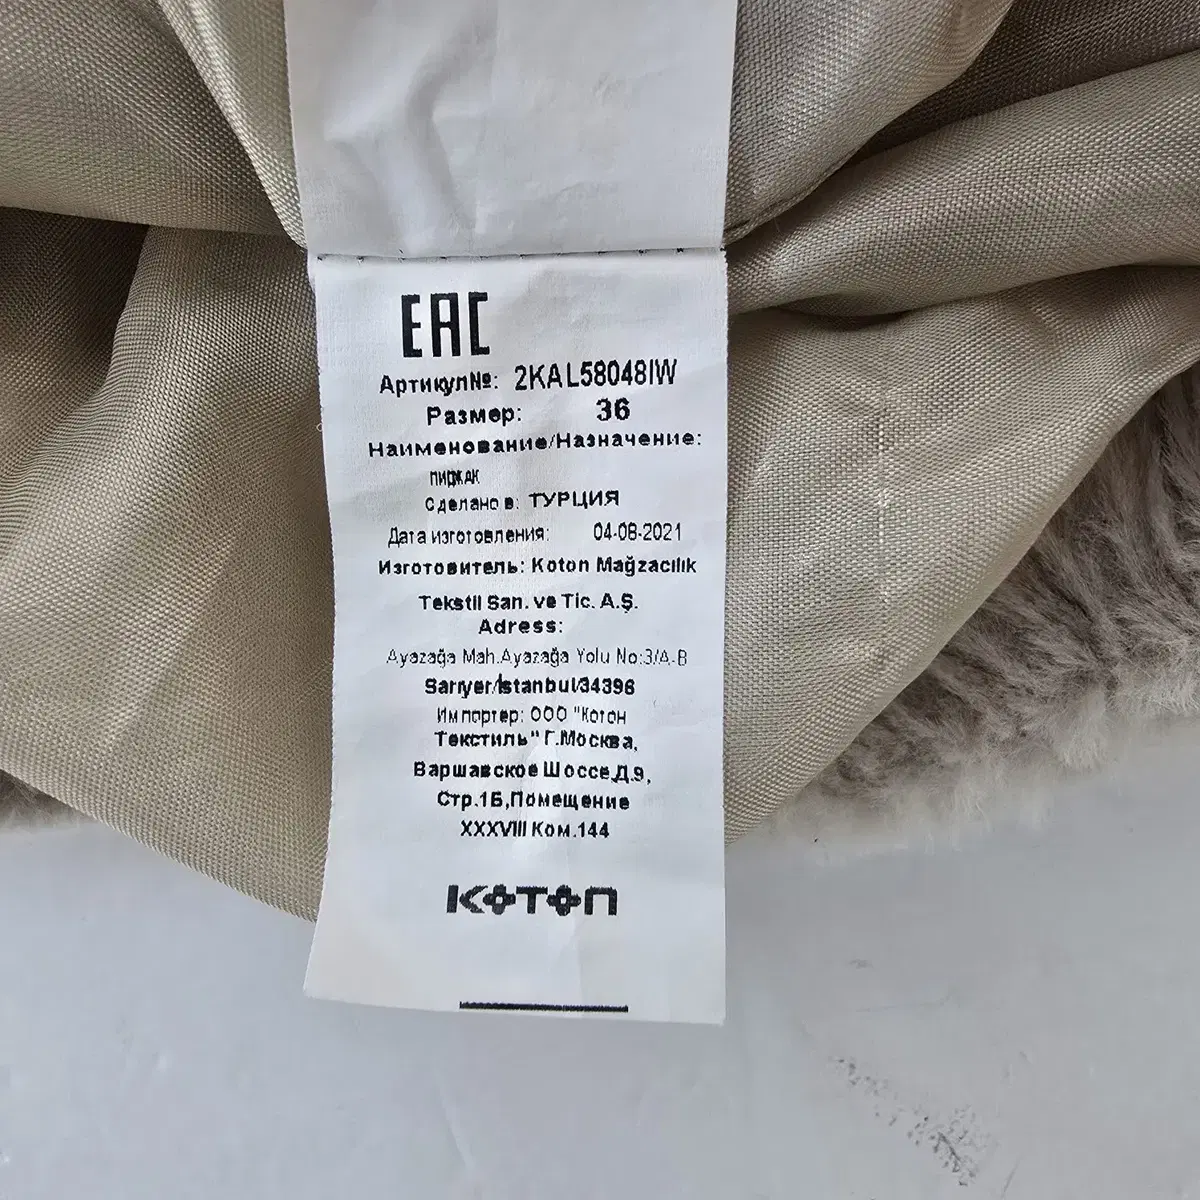 EAC
Артикул№: 2KAL58048IW
Размер: 36
Наименование/Назначение:
пиджак
Сделано в: ТУРЦИЯ
Дата изготовления: 04-08-2021
Изготовитель: Koton Mağzacılık
Tekstil San. ve Tic. A.Ş.
Adress:
Ayazağa Mah.Ayazağa Yolu No:3/A-B
Sarıyer/İstanbul/34396
Импортер: ООО "Котон
Текстиль" Г.Москва,
Варшавское Шоссе,Д.9,
Стр.1Б,Помещение
XXXVIII Ком.144
KOTON